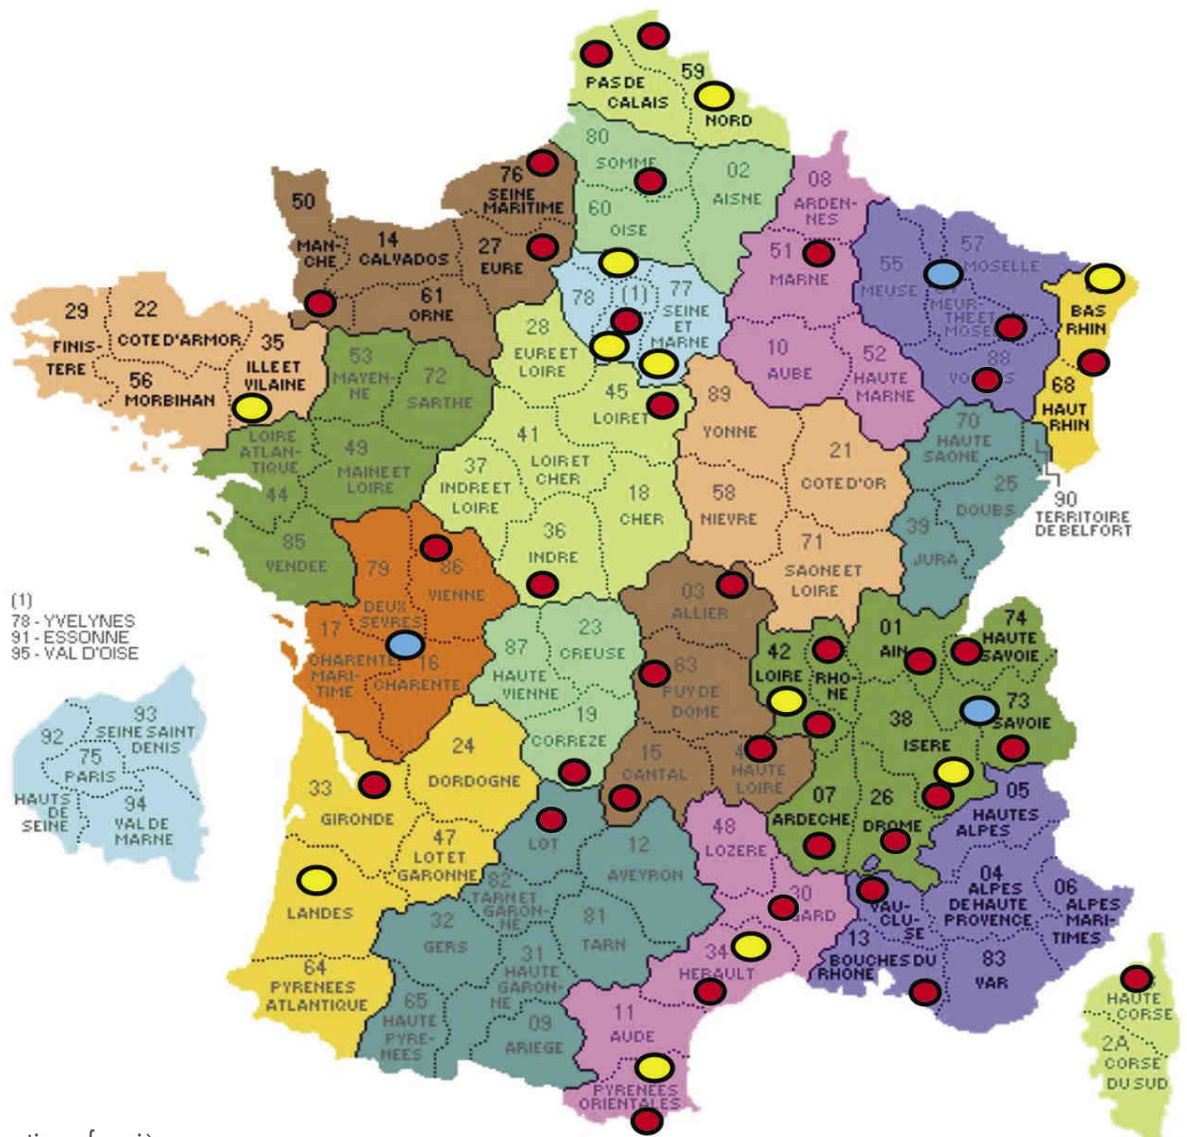 59
PAS DE
CALAIS
NORD
80
SOMME
02
AISNE
60
OISE
08
ARDEN-
NES
76
SEINE
MARITIME
50
MAN-
CHE
14
CALVADOS
27
EURE
61
ORNE
51
MARNE
10
AUBE
52
HAUTE
MARNE
55
MEUSE
57
MOSELLE
MEUR-
THE ET
MOSE
88
BAS
RHIN
68
HAUT
RHIN
78
(1)
77
SEINE
ET
MARNE
29
FINIS-
TERE
22
COTE D'ARMOR
35
ILLE ET
VILAINE
56
MORBIHAN
53
MAYEN-
NE
72
SARTHE
LOIRE
ATLAN-
TIQUE
44
49
MAINE ET
LOIRE
85
VENDEE
28
EURE ET
LOIRE
45
LOIRET
41
LOIR ET
CHER
37
INDRE ET
LOIRE
18
CHER
36
INDRE
89
YONNE
21
COTE D'OR
58
NIEVRE
71
SAONE ET
LOIRE
70
HAUTE
SAONE
25
DOUBS
39
JURA
90
TERRITOIRE
DE BELFORT
79
DEUX
SEVRES
86
VIENNE
17
CHARENTE
MARI-
TIME
16
CHARENTE
87
HAUTE
VIENNE
23
CREUSE
19
CORREZE
03
ALLIER
63
PUY DE
DOME
15
CANTAL
HAUTE
LOIRE
42
LOIRE
RHO-
NE
01
AIN
74
HAUTE
SAVOIE
73
SAVOIE
38
ISERE
07
ARDECHE
26
DROME
(1)
78 - YVELYNES
91 - ESSONNE
95 - VAL D'OISE
93
SEINE SAINT
DENIS
92
75
PARIS
HAUTS
DE
SEINE
94
VAL DE
MARNE
33
GIRONDE
24
DORDOGNE
47
LOT ET
GARONNE
LANDES
64
PYRENEES
ATLANTIQUE
LOT
12
AVEYRON
82
TARN ET
GARON-
NE
32
GERS
81
TARN
31
HAUTE
GARON-
NE
65
HAUTE
PYRE-
NEES
09
ARIEGE
48
LOZERE
30
GARD
34
HERAULT
11
AUDE
PYRENEES
ORIENTALES
05
HAUTES
ALPES
04
ALPES
DE HAUTE
PROVENCE
06
ALPES
MARI-
TIMES
VAU-
CLU-
SE
13
BOUCHES DU
RHONE
83
VAR
HAUTE
CORSE
2A
CORSE
DU SUD